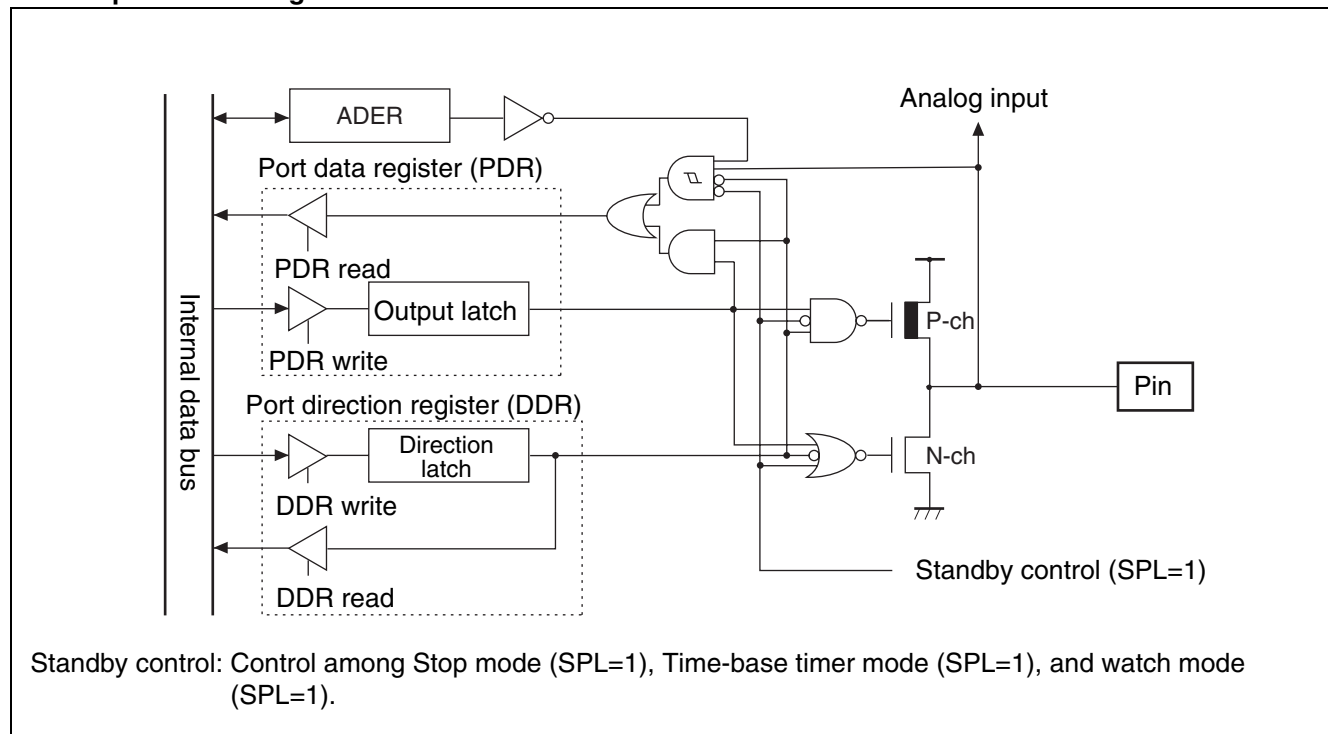 ADER
Analog input
Port data register (PDR)
PDR read
Output latch
P-ch
PDR write
Pin
Internal data bus
Port direction register (DDR)
Direction
latch
N-ch
DDR write
Standby control (SPL=1)
DDR read
Standby control: Control among Stop mode (SPL=1), Time-base timer mode (SPL=1), and watch mode
(SPL=1).